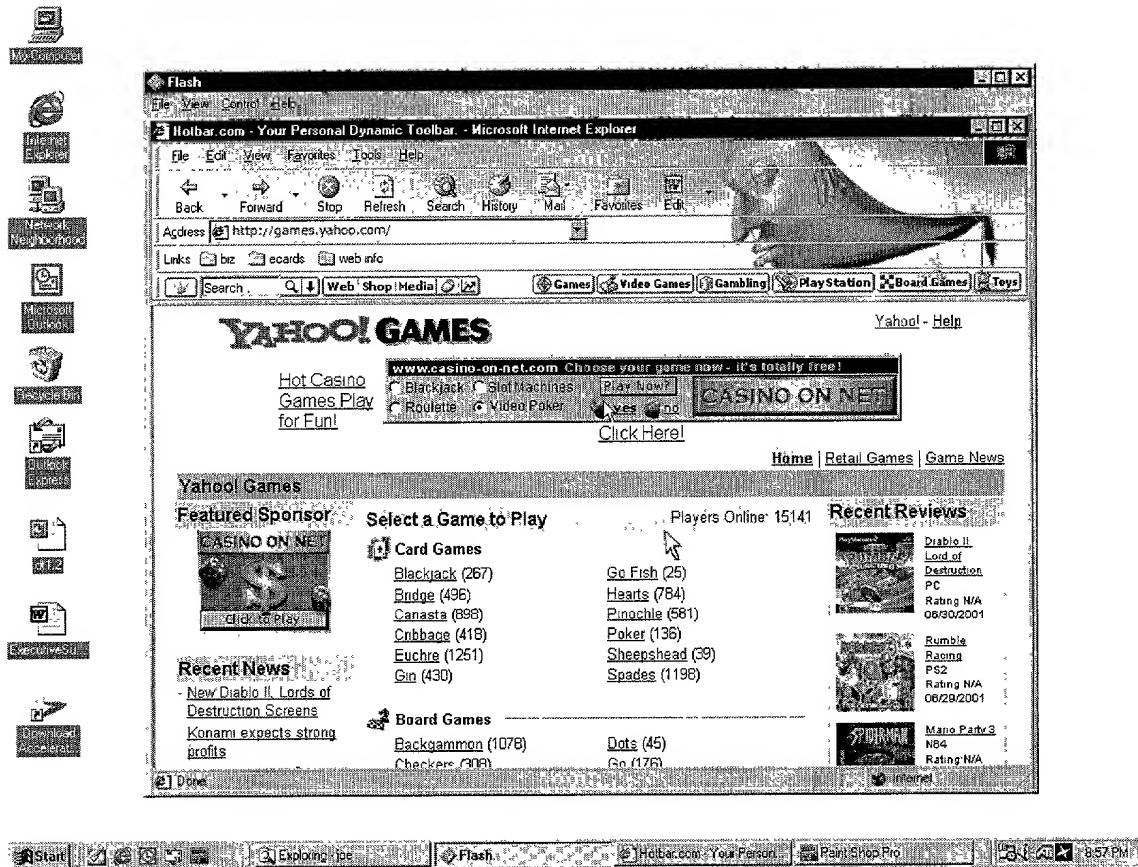 My Computer
Internet
Explorer
Network
Neighborhood
Microsoft
Outlook
Recycle Bin
Outlook
Express
Download
Accelerat...
Flash
File View Control Help
Hotbar.com - Your Personal Dynamic Toolbar. - Microsoft Internet Explorer
File Edit View Favorites Tools Help
Back Forward Stop Refresh Search History Mail Favorites Edit
Address http://games.yahoo.com/
Links biz ecards web info
Search Web Shop Media Games Video Games Gambling PlayStation Board Games Toys
YAHOO! GAMES
Yahoo! - Help
Hot Casino
Games Play
for Fun!
www.casino-on-net.com Choose your game now - it's totally free!
Blackjack Slot Machines Play Now?
Roulette Video Poker yes no
CASINO ON NET
Click Here!
Home | Retail Games | Game News
Yahoo! Games
Featured Sponsor
CASINO ON NET
$
Click to Play
Recent News
- New Diablo II, Lords of
Destruction Screens
Konami expects strong
profits
Select a Game to Play
Players Online: 15141
Card Games
Blackjack (267) Go Fish (25)
Bridge (496) Hearts (784)
Canasta (898) Pinochle (581)
Cribbage (418) Poker (136)
Euchre (1251) Sheepshead (39)
Gin (430) Spades (1198)
Board Games
Backgammon (1078) Dots (45)
Checkers (308) Go (176)
Recent Reviews
Diablo II
Lord of
Destruction
PC
Rating N/A
06/30/2001
Rumble
Racing
PS2
Rating N/A
06/29/2001
SPIDERMAN
Mario Party 3
N64
Rating N/A
Done
Internet
Start Exploring - joe Flash Hotbar.com - Your Person... Paint Shop Pro 8:57 PM